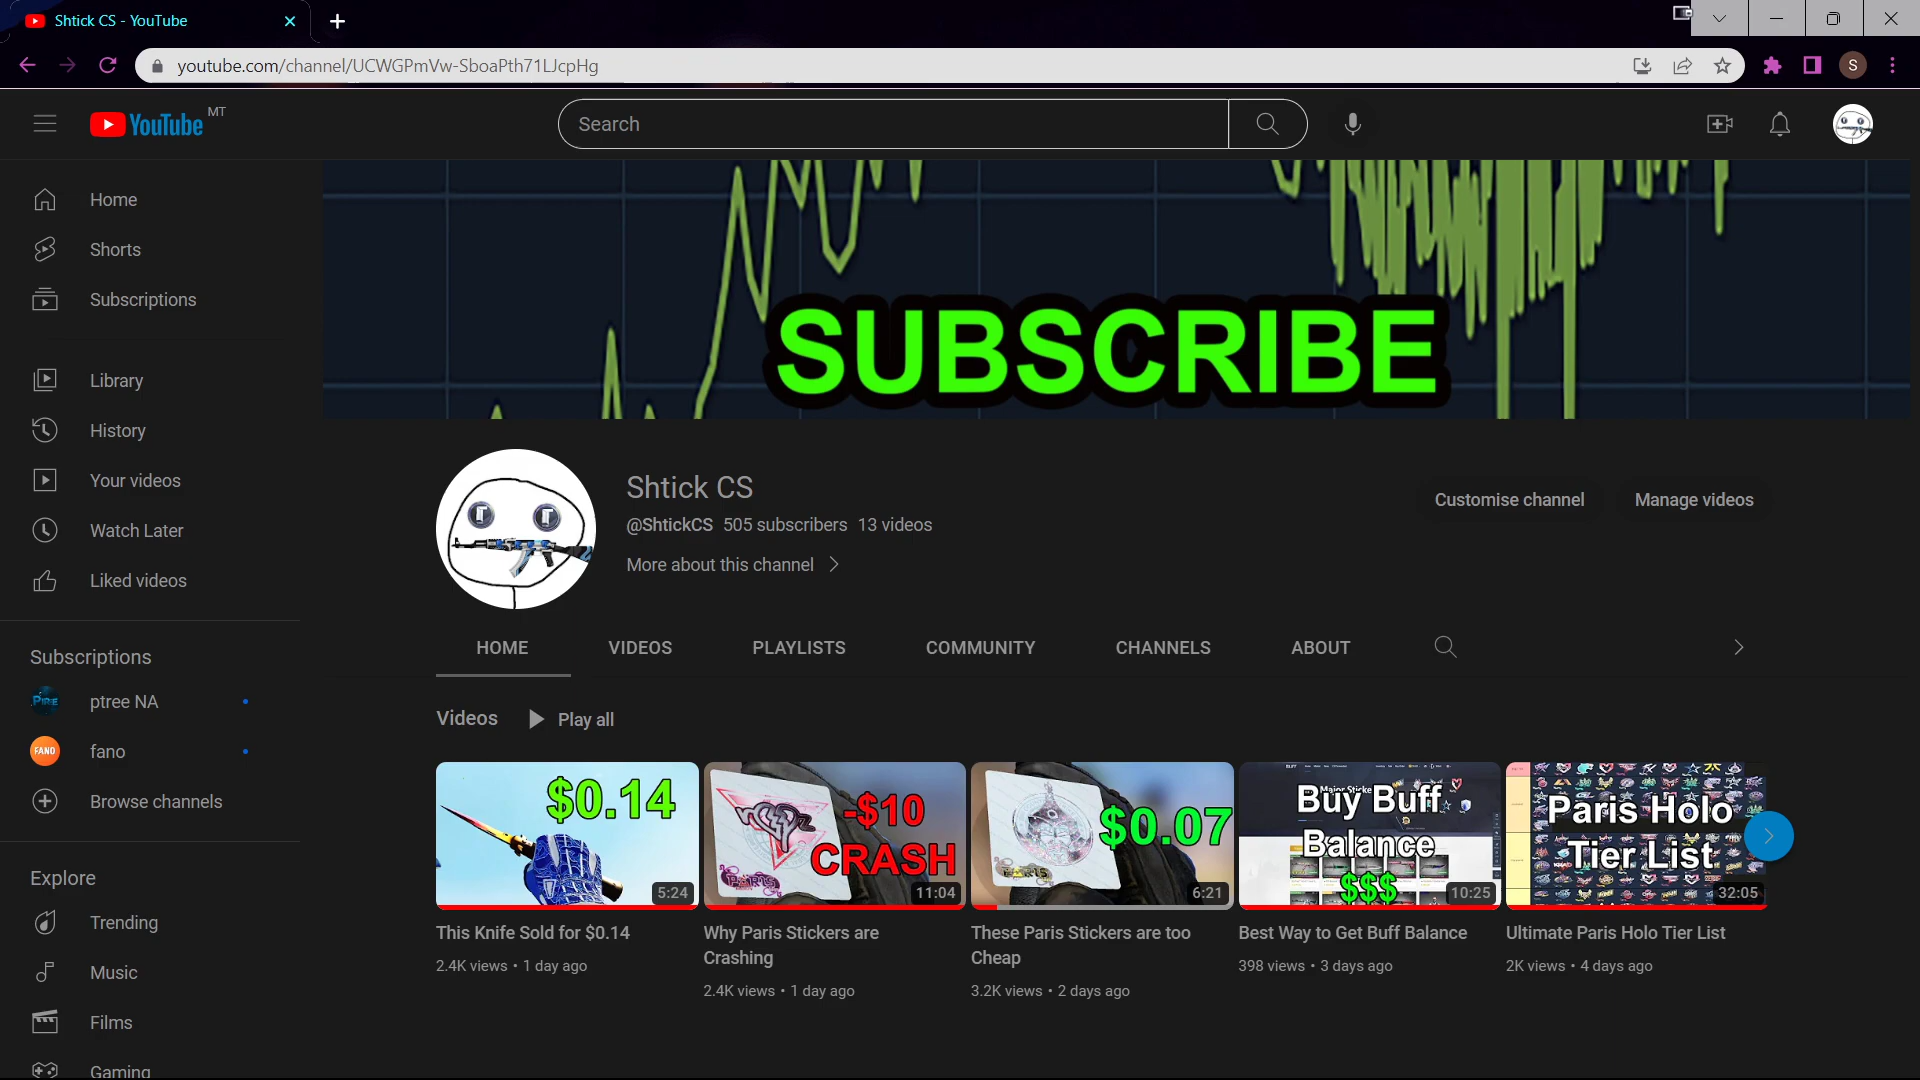 Shtick CS - YouTube
youtube.com/channel/UCWGPmVw-SboaPth71LJcpHg
S
YouTube MT
Search
Home
Shorts
Subscriptions
Library
History
Your videos
Watch Later
Liked videos
Subscriptions
ptree NA
FANO
fano
Browse channels
Explore
Trending
Music
Films
Gaming
SUBSCRIBE
Shtick CS
@ShtickCS 505 subscribers 13 videos
More about this channel
Customise channel
Manage videos
HOME VIDEOS PLAYLISTS COMMUNITY CHANNELS ABOUT
Videos Play all
$0.14
5:24
This Knife Sold for $0.14
2.4K views • 1 day ago
-$10
CRASH
11:04
Why Paris Stickers are
Crashing
2.4K views • 1 day ago
$0.07
6:21
These Paris Stickers are too
Cheap
3.2K views • 2 days ago
Buy Buff
Balance
$$$
10:25
Best Way to Get Buff Balance
398 views • 3 days ago
Paris Holo
Tier List
32:05
Ultimate Paris Holo Tier List
2K views • 4 days ago